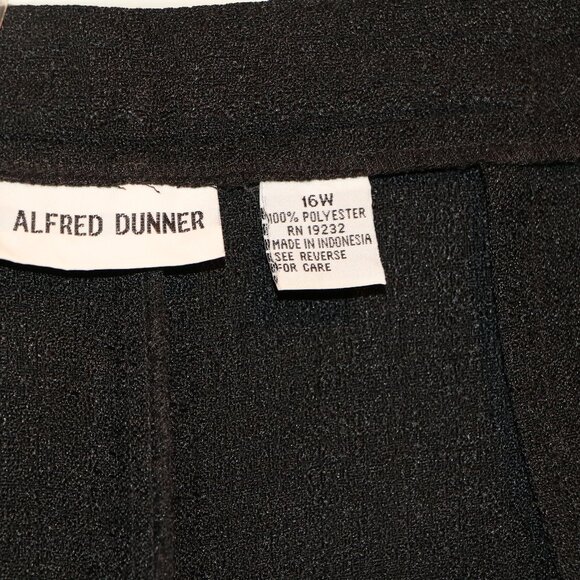 ALFRED DUNNER
16W
100% POLYESTER
RN 19232
MADE IN INDONESIA
SEE REVERSE
FOR CARE